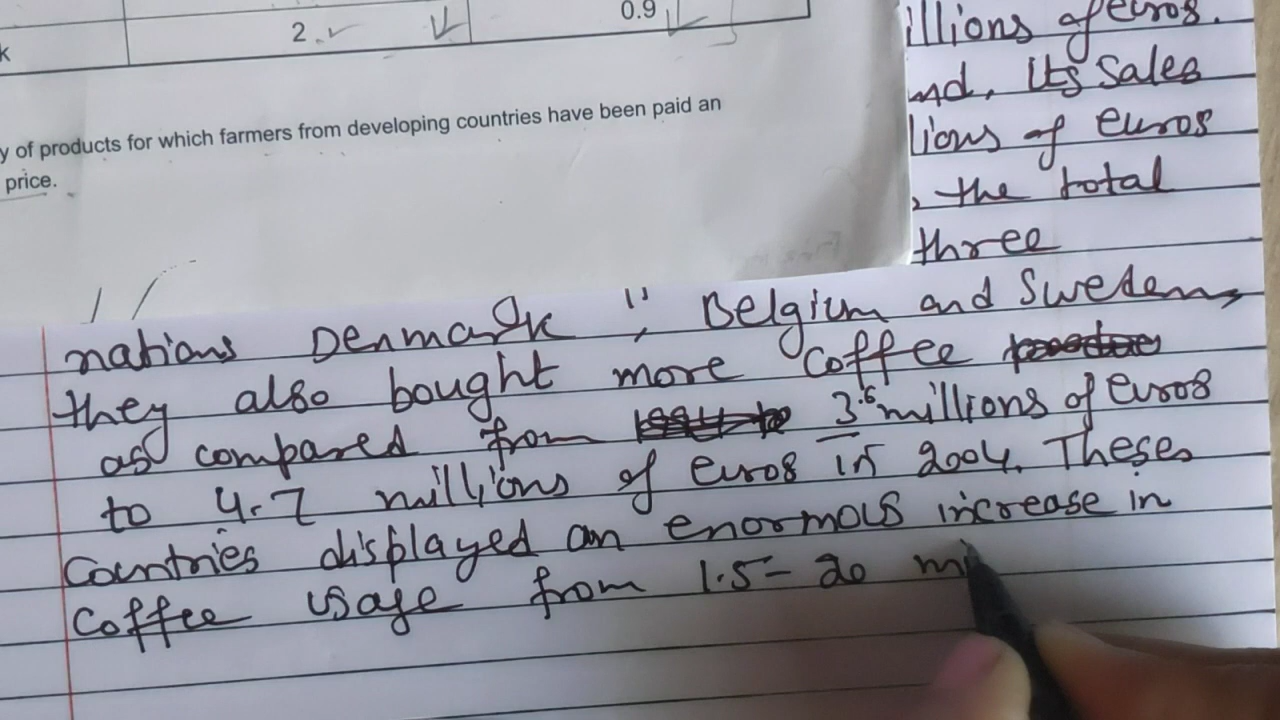 k 2. 0.9
y of products for which farmers from developing countries have been paid an
price.
illions of euros.
nd, its sales
lions of euros
, the total
three
nations Denmark, Belgium and Sweden,
they also bought more coffee
as compared from 3.6 millions of euros
to 4.7 millions of euros in 2004. Theses
countries displayed an enormous increase in
coffee usage from 1.5- 20 mi